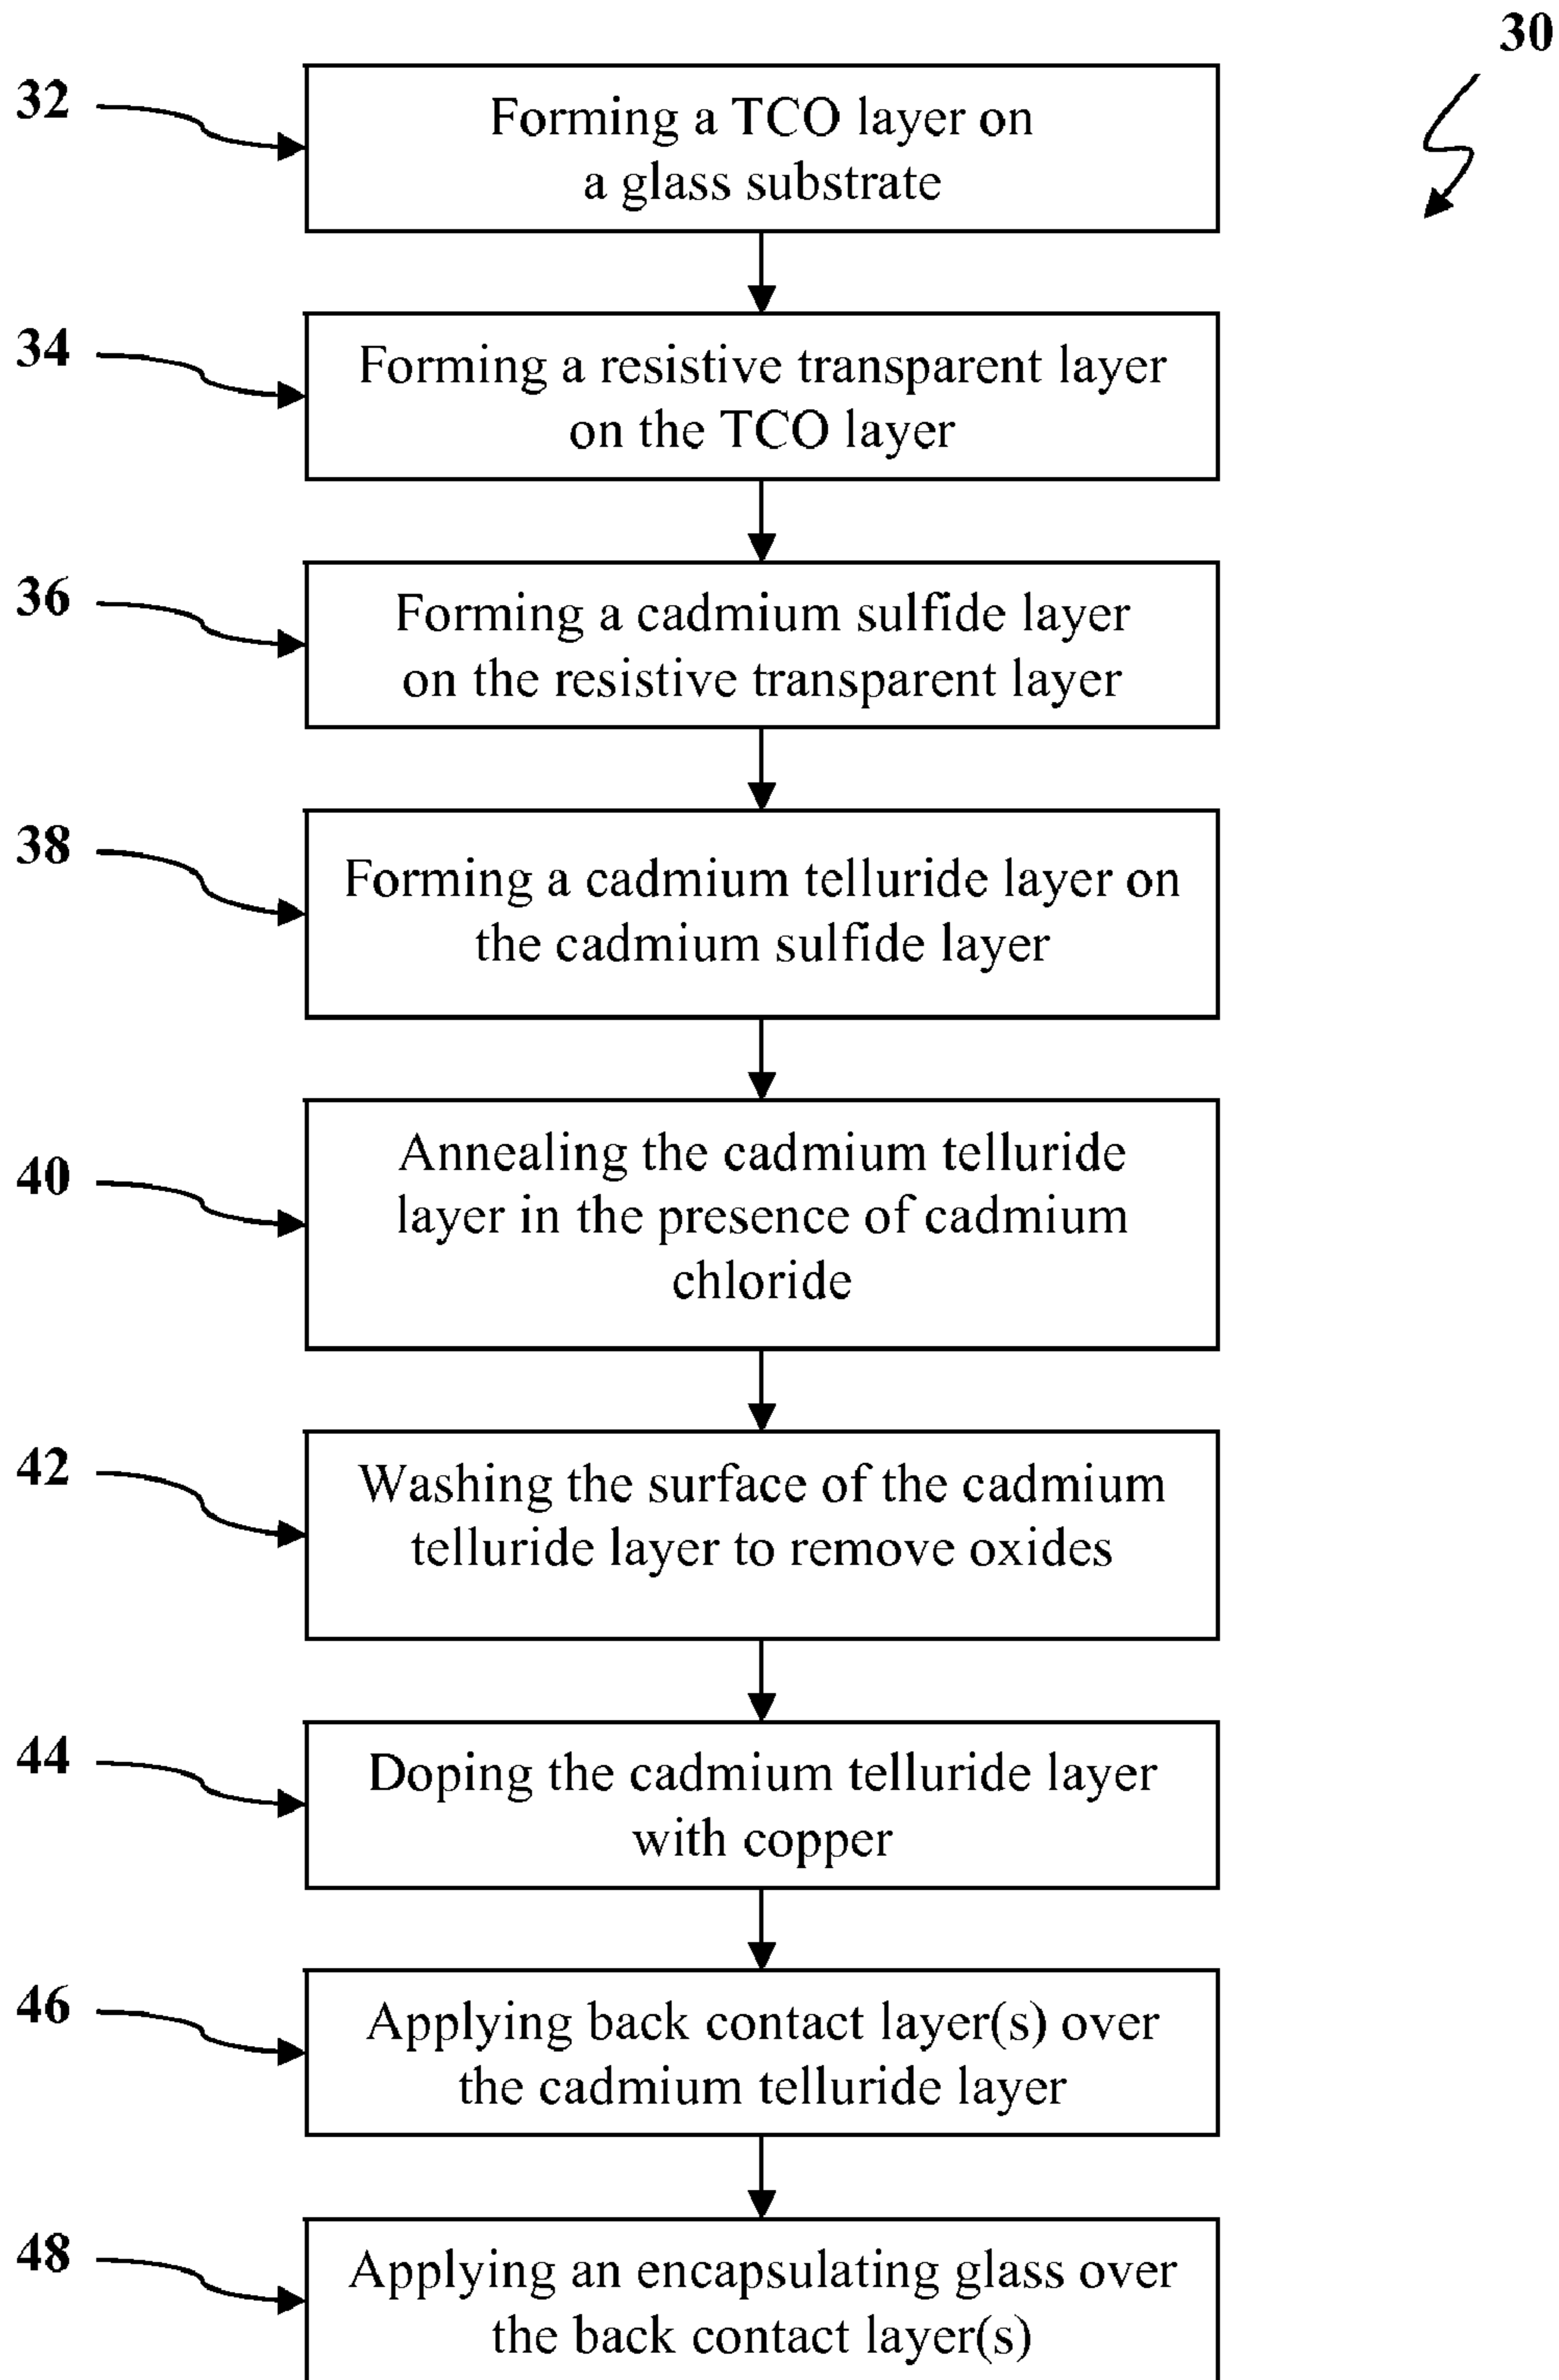 30
32
Forming a TCO layer on
a glass substrate
34
Forming a resistive transparent layer
on the TCO layer
36
Forming a cadmium sulfide layer
on the resistive transparent layer
38
Forming a cadmium telluride layer on
the cadmium sulfide layer
40
Annealing the cadmium telluride
layer in the presence of cadmium
chloride
42
Washing the surface of the cadmium
telluride layer to remove oxides
44
Doping the cadmium telluride layer
with copper
46
Applying back contact layer(s) over
the cadmium telluride layer
48
Applying an encapsulating glass over
the back contact layer(s)